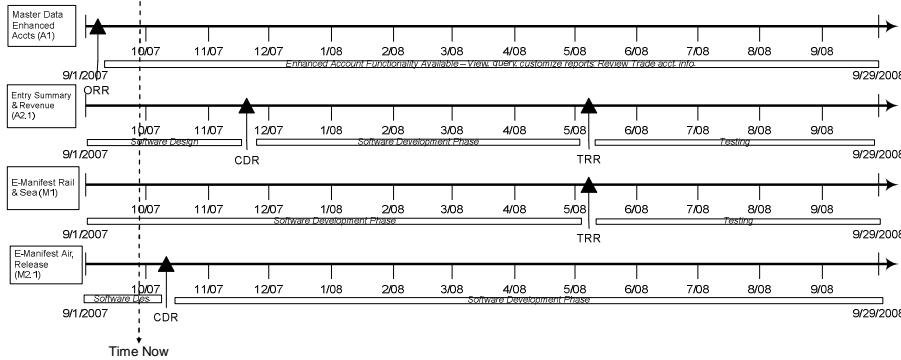 Master Data
Enhanced
Accts (A1)
10/07 11/07 12/07 1/08 2/08 3/08 4/08 5/08 6/08 7/08 8/08 9/08
Enhanced Account Functionality Available – View, query, customize reports. Review Trade acct. info.
9/1/2007 ORR 9/29/2008
Entry Summary
& Revenue
(A2.1)
10/07 11/07 12/07 1/08 2/08 3/08 4/08 5/08 6/08 7/08 8/08 9/08
Software Design Software Development Phase Testing
9/1/2007 CDR TRR 9/29/2008
E-Manifest Rail
& Sea (M1)
10/07 11/07 12/07 1/08 2/08 3/08 4/08 5/08 6/08 7/08 8/08 9/08
Software Development Phase Testing
9/1/2007 TRR 9/29/2008
E-Manifest Air,
Release
(M2.1)
10/07 11/07 12/07 1/08 2/08 3/08 4/08 5/08 6/08 7/08 8/08 9/08
Software Des. Software Development Phase
9/1/2007 CDR 9/29/2008
Time Now